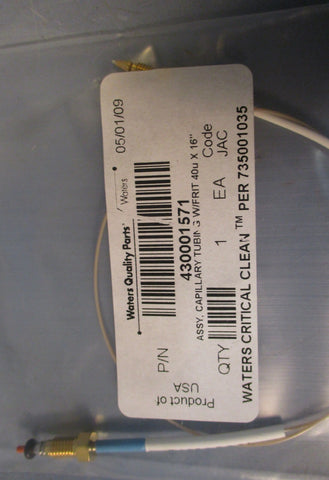 Waters Quality Parts
Waters
05/01/09
P/N
430001571
ASSY, CAPILLARY TUBING W/FRIT 40u X 16"
Code
QTY 1 EA JAC
WATERS CRITICAL CLEAN™ PER 735001035
Product of
USA